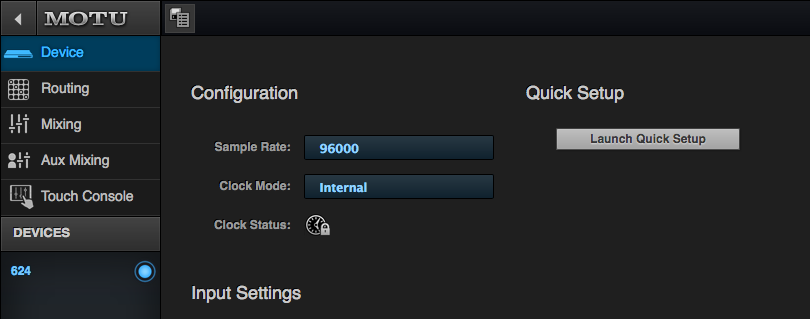 MOTU
Device
Routing
Mixing
Aux Mixing
Touch Console
DEVICES
624
Configuration
Sample Rate: 96000
Clock Mode: Internal
Clock Status:
Input Settings
Quick Setup
Launch Quick Setup